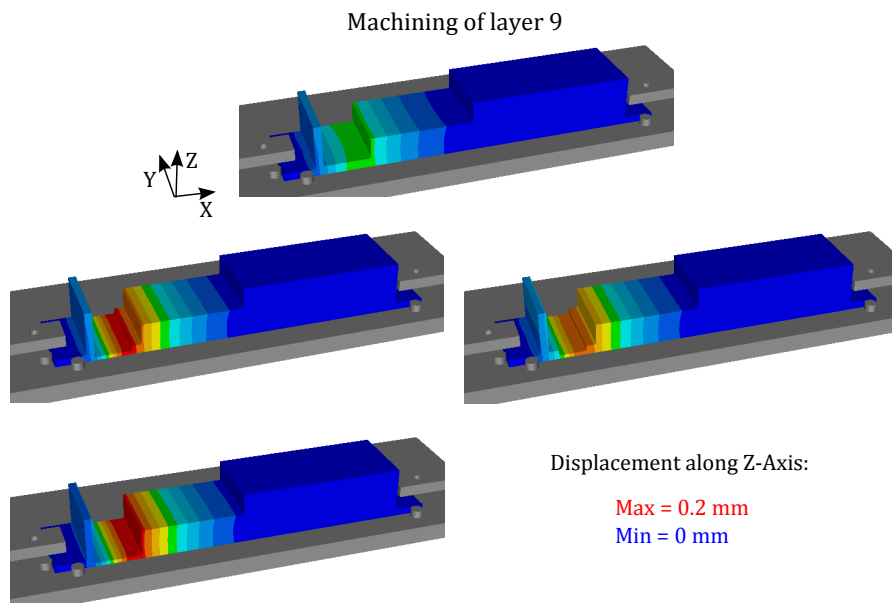 Machining of layer 9
Z
Y
X
Displacement along Z-Axis:
Max = 0.2 mm
Min = 0 mm